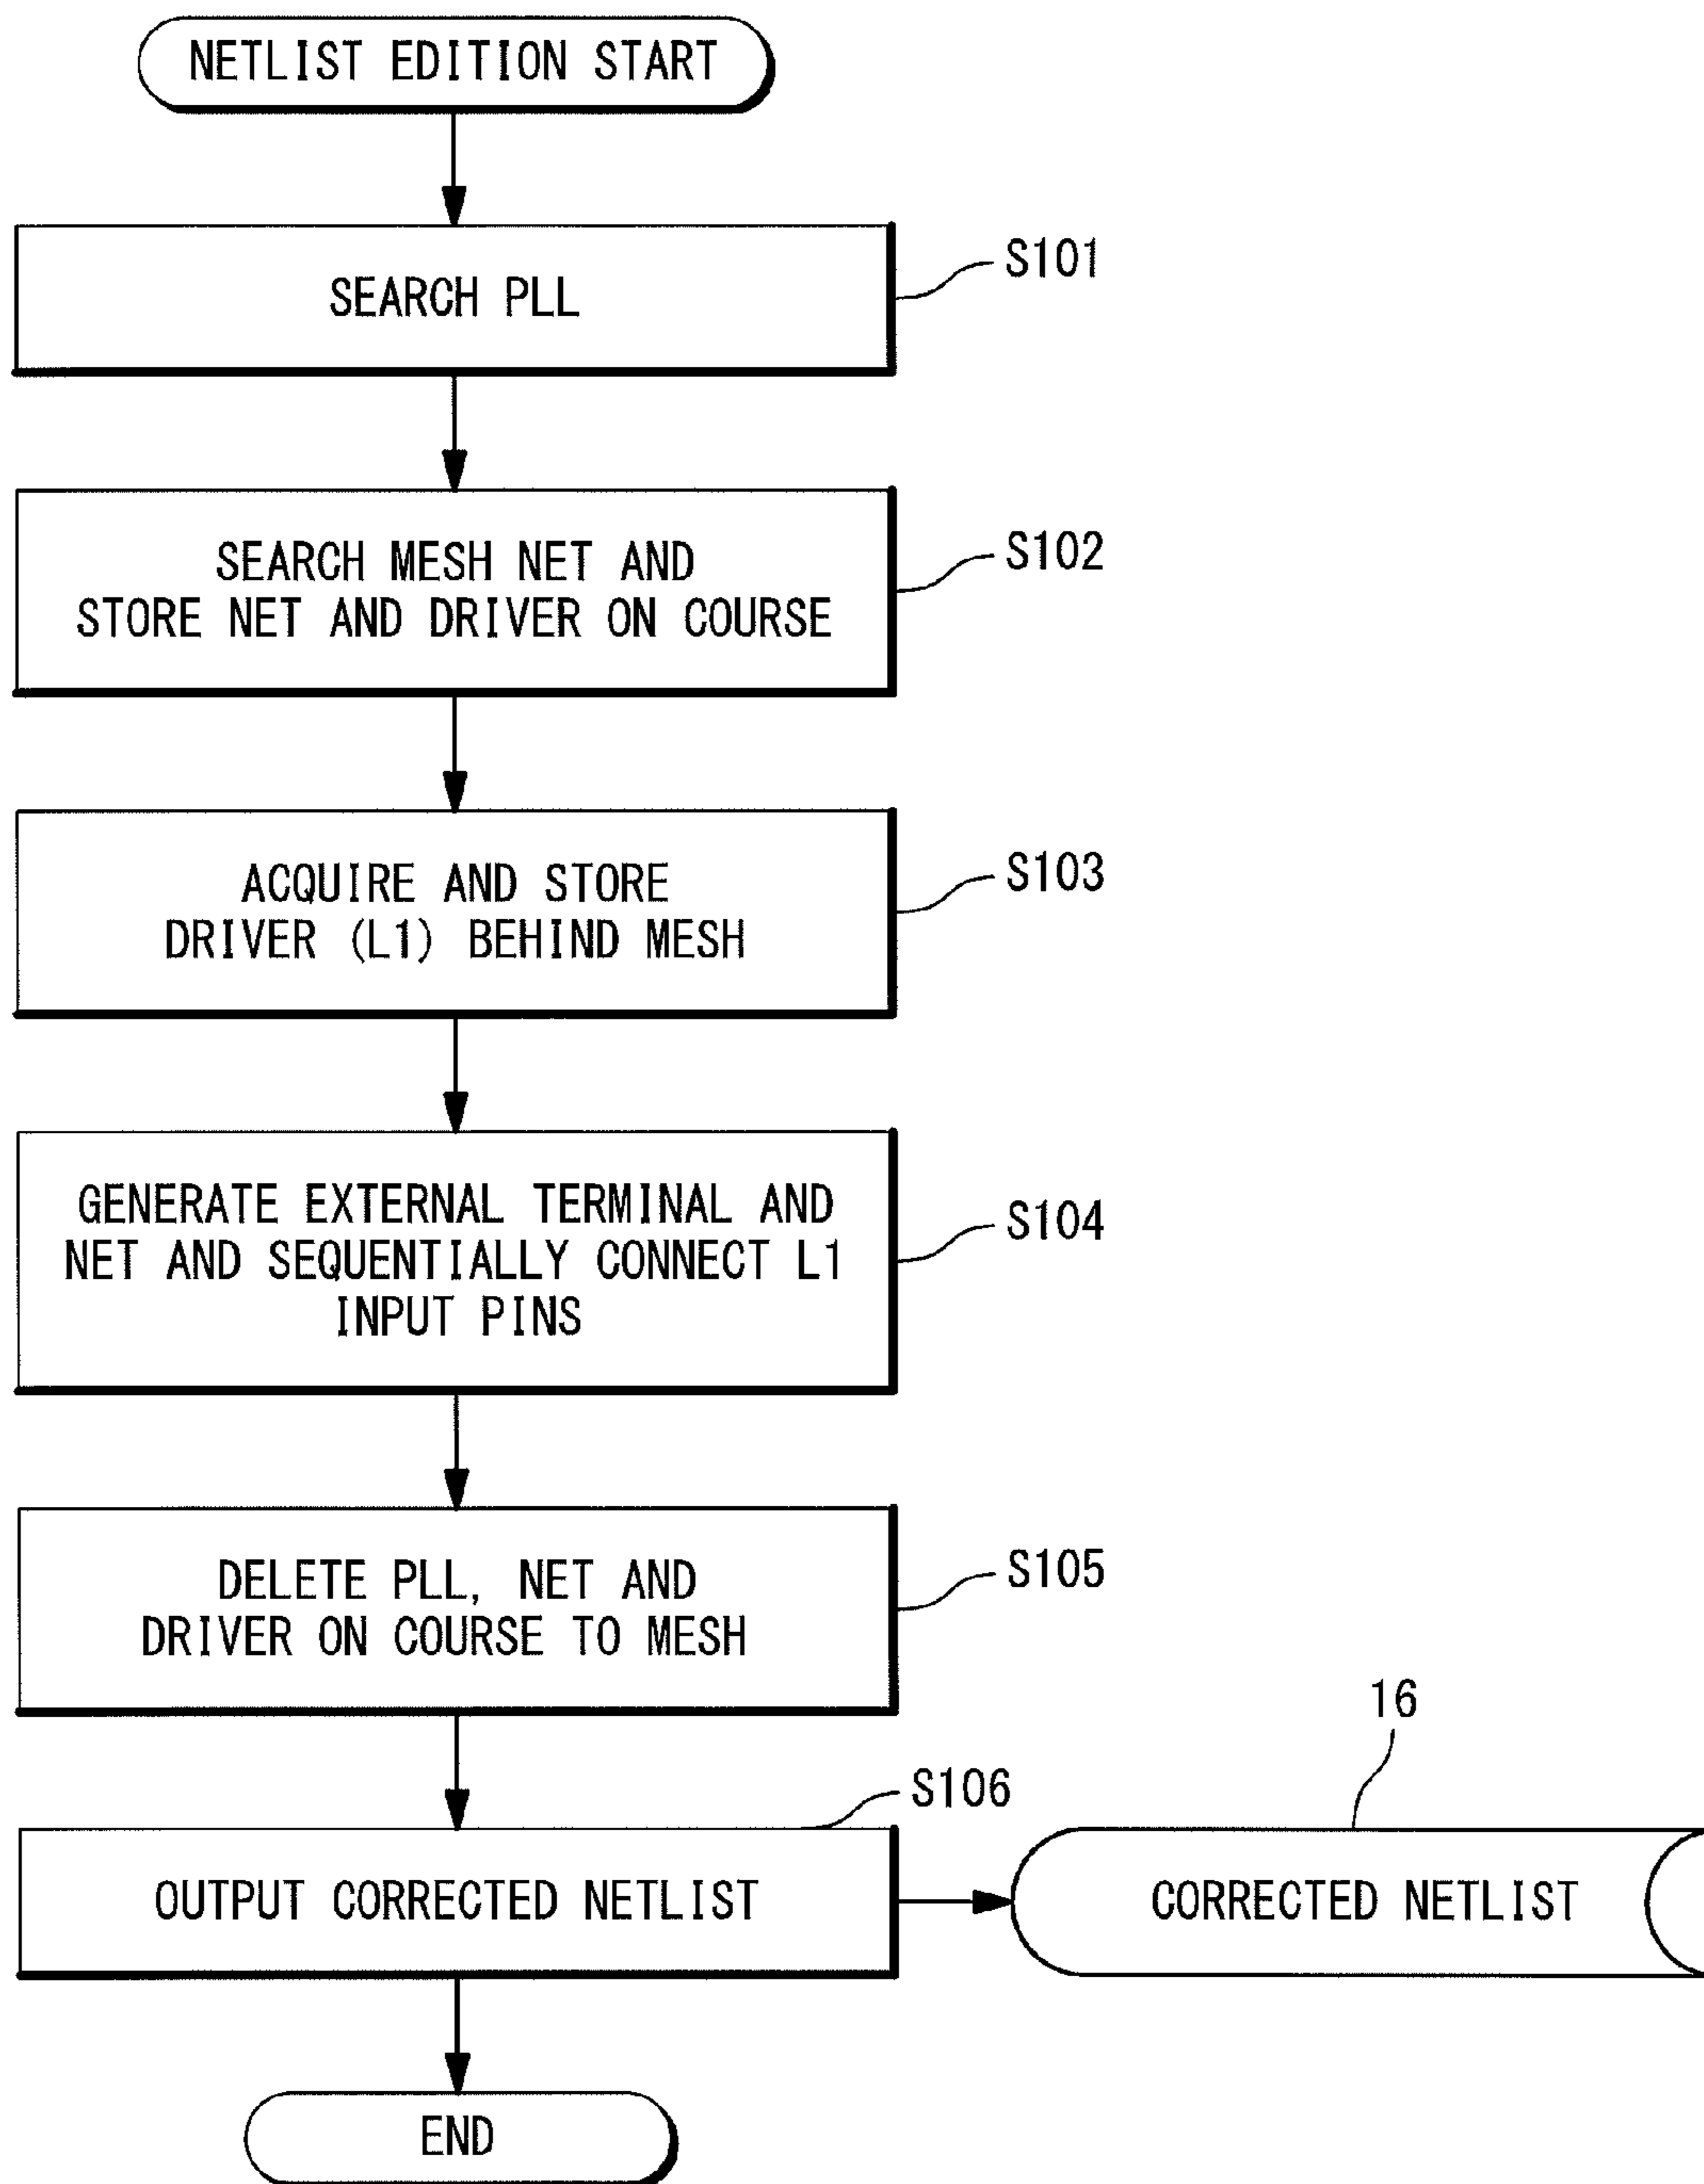 NETLIST EDITION START
SEARCH PLL
S101
SEARCH MESH NET AND
STORE NET AND DRIVER ON COURSE
S102
ACQUIRE AND STORE
DRIVER (L1) BEHIND MESH
S103
GENERATE EXTERNAL TERMINAL AND
NET AND SEQUENTIALLY CONNECT L1
INPUT PINS
S104
DELETE PLL, NET AND
DRIVER ON COURSE TO MESH
S105
OUTPUT CORRECTED NETLIST
S106
CORRECTED NETLIST
16
END